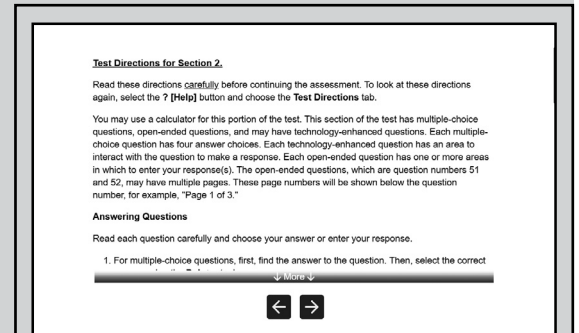 Test Directions for Section 2.
Read these directions carefully before continuing the assessment. To look at these directions
again, select the ? [Help] button and choose the Test Directions tab.
You may use a calculator for this portion of the test. This section of the test has multiple-choice
questions, open-ended questions, and may have technology-enhanced questions. Each multiple-
choice question has four answer choices. Each technology-enhanced question has an area to
interact with the question to make a response. Each open-ended question has one or more areas
in which to enter your response(s). The open-ended questions, which are question numbers 51
and 52, may have multiple pages. These page numbers will be shown below the question
number, for example, "Page 1 of 3."
Answering Questions
Read each question carefully and choose your answer or enter your response.
1. For multiple-choice questions, first, find the answer to the question. Then, select the correct
↓ More ↓